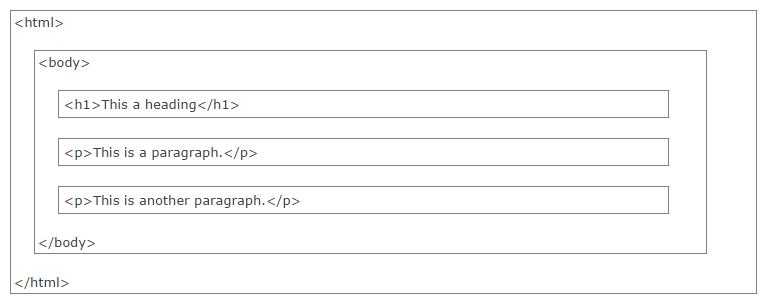 <html>
<body>
<h1>This a heading</h1>
<p>This is a paragraph.</p>
<p>This is another paragraph.</p>
</body>
</html>